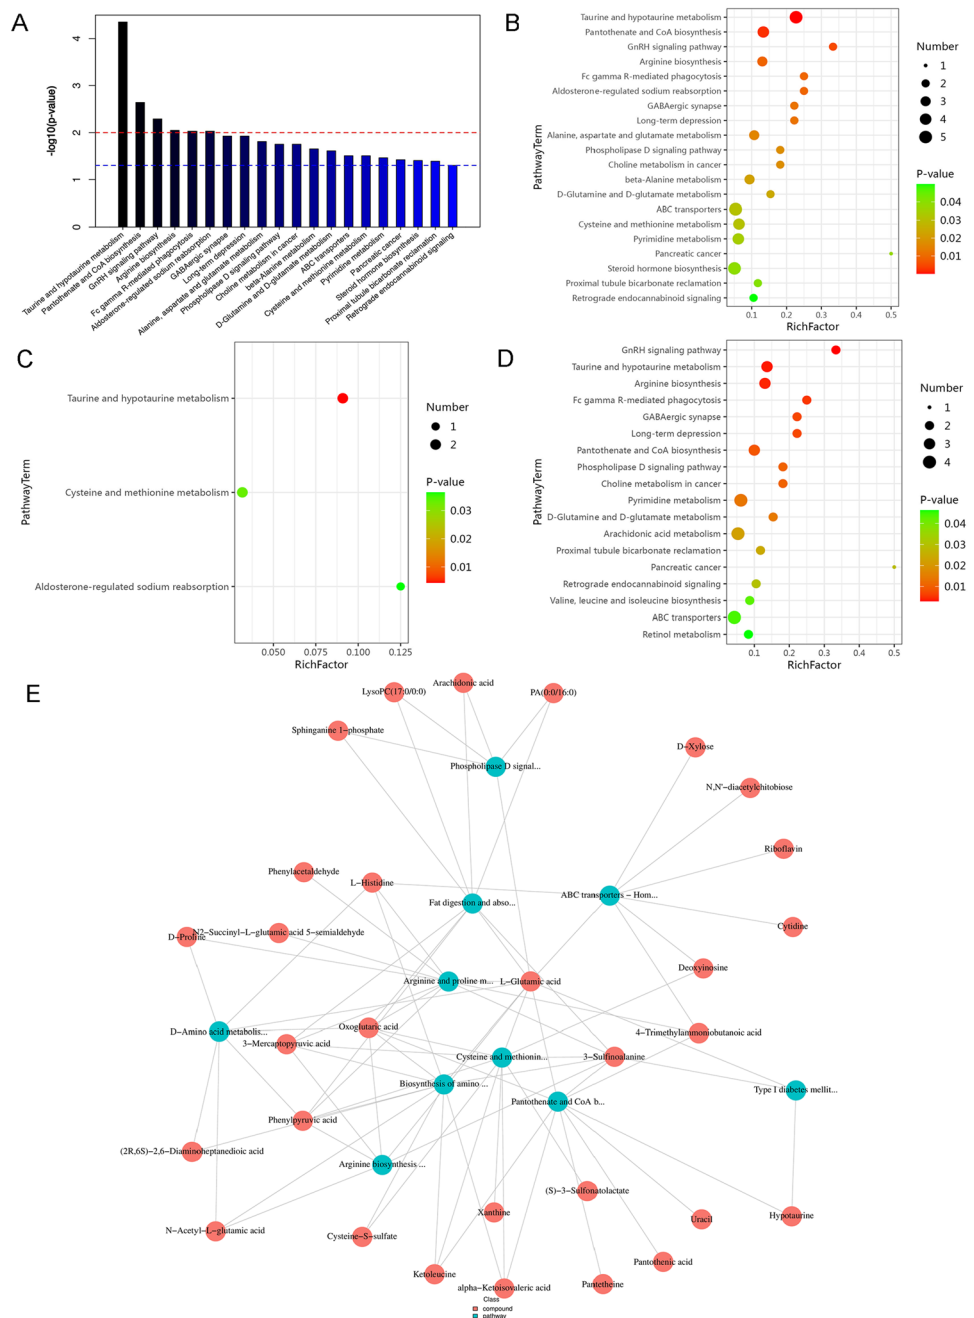 A
-log10(p-value)
4
3
2
1
0
Taurine and hypotaurine metabolism
Pantothenate and CoA biosynthesis
GnRH signaling pathway
Arginine biosynthesis
Fc gamma R-mediated phagocytosis
Aldosterone-regulated sodium reabsorption
GABAergic synapse
Long-term depression
Alanine, aspartate and glutamate metabolism
Phospholipase D signaling pathway
Choline metabolism in cancer
beta-Alanine metabolism
D-Glutamine and D-glutamate metabolism
ABC transporters
Cysteine and methionine metabolism
Pyrimidine metabolism
Pancreatic cancer
Steroid hormone biosynthesis
Proximal tubule bicarbonate reclamation
Retrograde endocannabinoid signaling
B
PathwayTerm
Taurine and hypotaurine metabolism
Pantothenate and CoA biosynthesis
GnRH signaling pathway
Arginine biosynthesis
Fc gamma R-mediated phagocytosis
Aldosterone-regulated sodium reabsorption
GABAergic synapse
Long-term depression
Alanine, aspartate and glutamate metabolism
Phospholipase D signaling pathway
Choline metabolism in cancer
beta-Alanine metabolism
D-Glutamine and D-glutamate metabolism
ABC transporters
Cysteine and methionine metabolism
Pyrimidine metabolism
Pancreatic cancer
Steroid hormone biosynthesis
Proximal tubule bicarbonate reclamation
Retrograde endocannabinoid signaling
0.1 0.2 0.3 0.4 0.5
RichFactor
Number
1
2
3
4
5
P-value
0.04
0.03
0.02
0.01
C
PathwayTerm
Taurine and hypotaurine metabolism
Cysteine and methionine metabolism
Aldosterone-regulated sodium reabsorption
0.050 0.075 0.100 0.125
RichFactor
Number
1
2
P-value
0.03
0.02
0.01
D
PathwayTerm
GnRH signaling pathway
Taurine and hypotaurine metabolism
Arginine biosynthesis
Fc gamma R-mediated phagocytosis
GABAergic synapse
Long-term depression
Pantothenate and CoA biosynthesis
Phospholipase D signaling pathway
Choline metabolism in cancer
Pyrimidine metabolism
D-Glutamine and D-glutamate metabolism
Arachidonic acid metabolism
Proximal tubule bicarbonate reclamation
Pancreatic cancer
Retrograde endocannabinoid signaling
Valine, leucine and isoleucine biosynthesis
ABC transporters
Retinol metabolism
0.1 0.2 0.3 0.4 0.5
RichFactor
Number
1
2
3
4
P-value
0.04
0.03
0.02
0.01
E
Arachidonic acid
LysoPC(17:0/0:0)
PA(0:0/16:0)
Sphinganine 1-phosphate
D-Xylose
Phospholipase D signal...
N,N'-diacetylchitobiose
Riboflavin
Phenylacetaldehyde
L-Histidine
ABC transporters - Hom...
Fat digestion and abso...
Cytidine
N2-Succinyl-L-glutamic acid 5-semialdehyde
D-Proline
Deoxyinosine
Arginine and proline m...
L-Glutamic acid
Oxoglutaric acid
D-Amino acid metabolis...
4-Trimethylammoniobutanoic acid
3-Mercaptopyruvic acid
Cysteine and methionin...
3-Sulfinoalanine
Biosynthesis of amino ...
Type I diabetes mellit...
Pantothenate and CoA b...
Phenylpyruvic acid
(2R,6S)-2,6-Diaminoheptanedioic acid
Arginine biosynthesis ...
(S)-3-Sulfonatolactate
Xanthine
Uracil
Hypotaurine
N-Acetyl-L-glutamic acid
Cysteine-S-sulfate
Pantothenic acid
Ketoleucine
Pantetheine
alpha-Ketoisovaleric acid
Class
compound
pathway